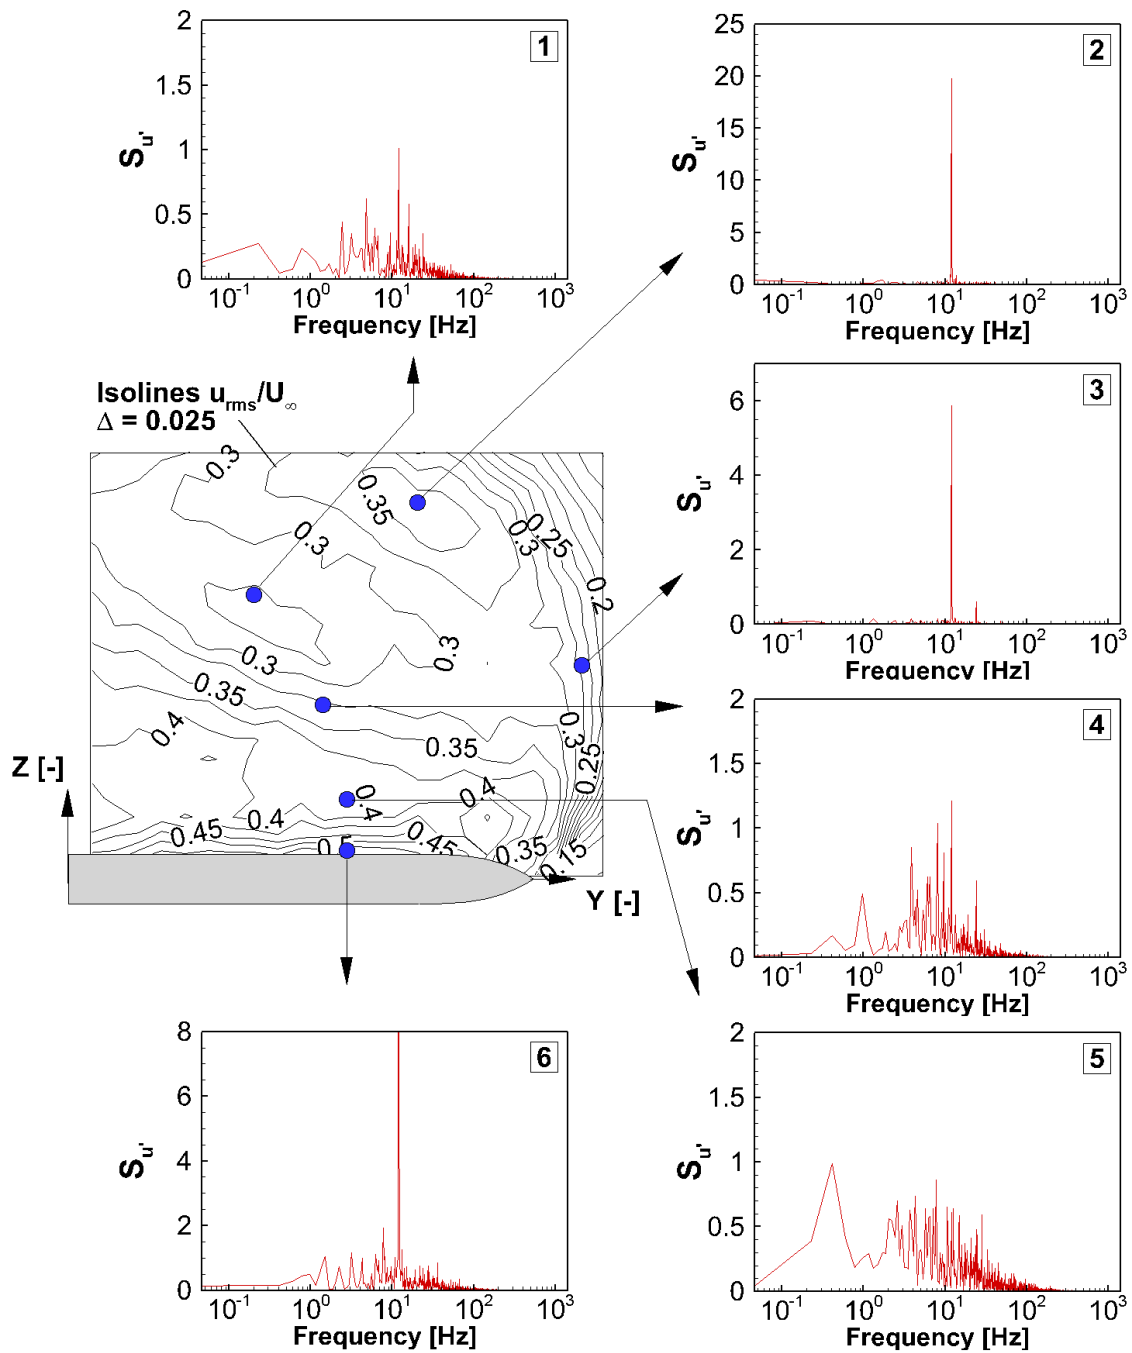 2
1.5
1
0.5
0
S_u'
1
10^-1 10^0 10^1 10^2 10^3
Frequency [Hz]
25
20
15
10
5
0
S_u'
2
10^-1 10^0 10^1 10^2 10^3
Frequency [Hz]
6
4
2
0
S_u'
3
10^-1 10^0 10^1 10^2 10^3
Frequency [Hz]
Isolines u_rms/U_∞
Δ = 0.025
0.3
0.35
0.3
0.3
0.25
0.2
0.3
0.3
0.35
0.4
0.35
0.3
0.25
0.4
0.4
0.4
0.45
0.45
0.35
0.5
0.15
Z [-]
Y [-]
2
1.5
1
0.5
0
S_u'
4
10^-1 10^0 10^1 10^2 10^3
Frequency [Hz]
2
1.5
1
0.5
0
S_u'
5
10^-1 10^0 10^1 10^2 10^3
Frequency [Hz]
8
6
4
2
0
S_u'
6
10^-1 10^0 10^1 10^2 10^3
Frequency [Hz]